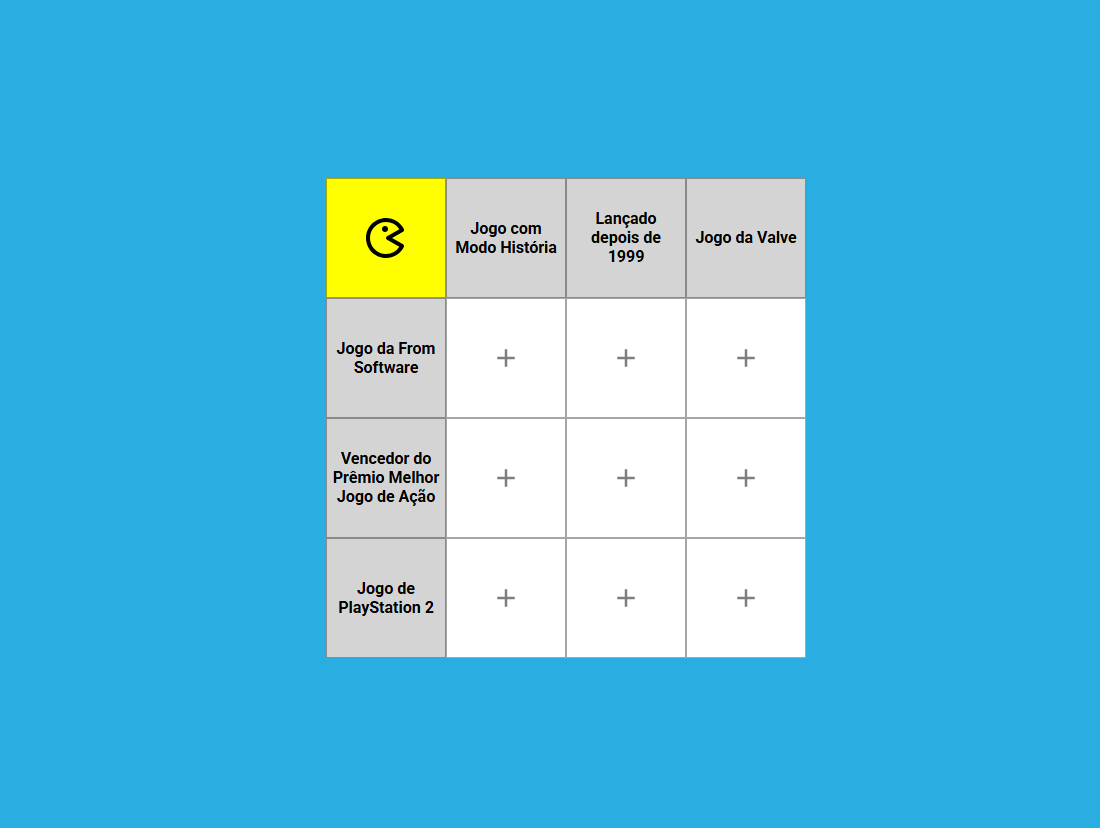 Jogo com
Modo História
Lançado
depois de
1999
Jogo da Valve
Jogo da From
Software
Vencedor do
Prêmio Melhor
Jogo de Ação
Jogo de
PlayStation 2